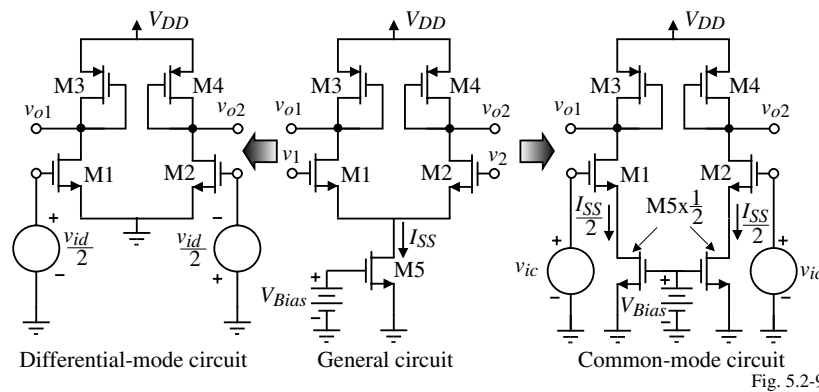 V_DD V_DD V_DD
M3 M4 M3 M4 M3 M4
v_o1 v_o2 v_o1 v_o2 v_o1 v_o2
v_1 v_2
M1 M2 M1 M2 M1 M2
I_SS/2 M5x1/2 I_SS/2
+ v_id/2 -
- v_id/2 +
I_SS
+ V_Bias -
M5
+ v_ic -
+ V_Bias -
+ v_ic -
Differential-mode circuit General circuit Common-mode circuit
Fig. 5.2-9